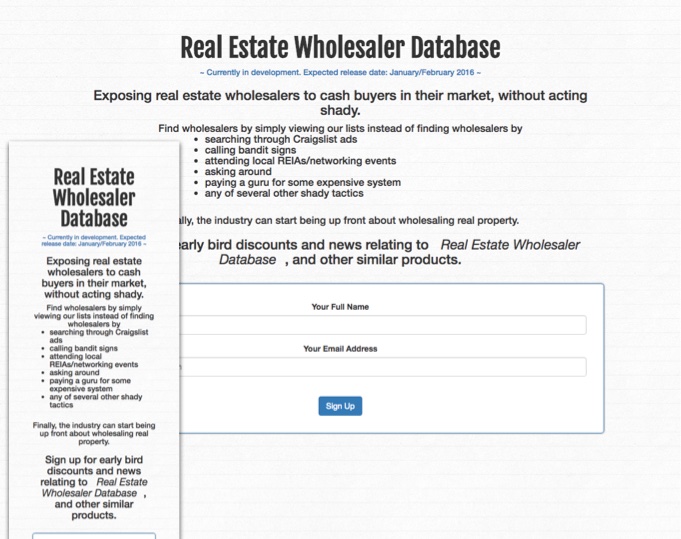 Real Estate Wholesaler Database
~ Currently in development. Expected release date: January/February 2016 ~
Exposing real estate wholesalers to cash buyers in their market, without acting
shady.
Find wholesalers by simply viewing our lists instead of finding wholesalers by
• searching through Craigslist ads
• calling bandit signs
• attending local REIAs/networking events
• asking around
• paying a guru for some expensive system
• any of several other shady tactics
the industry can start being up front about wholesaling real property.
early bird discounts and news relating to Real Estate Wholesaler
Database , and other similar products.
Your Full Name
Your Email Address
Sign Up
Real Estate
Wholesaler
Database
~ Currently in development. Expected
release date: January/February 2016 ~
Exposing real estate
wholesalers to cash
buyers in their market,
without acting shady.
Find wholesalers by simply
viewing our lists instead of finding
wholesalers by
• searching through Craigslist
ads
• calling bandit signs
• attending local
REIAs/networking events
• asking around
• paying a guru for some
expensive system
• any of several other shady
tactics
Finally, the industry can start being
up front about wholesaling real
property.
Sign up for early bird
discounts and news
relating to Real Estate
Wholesaler Database ,
and other similar
products.